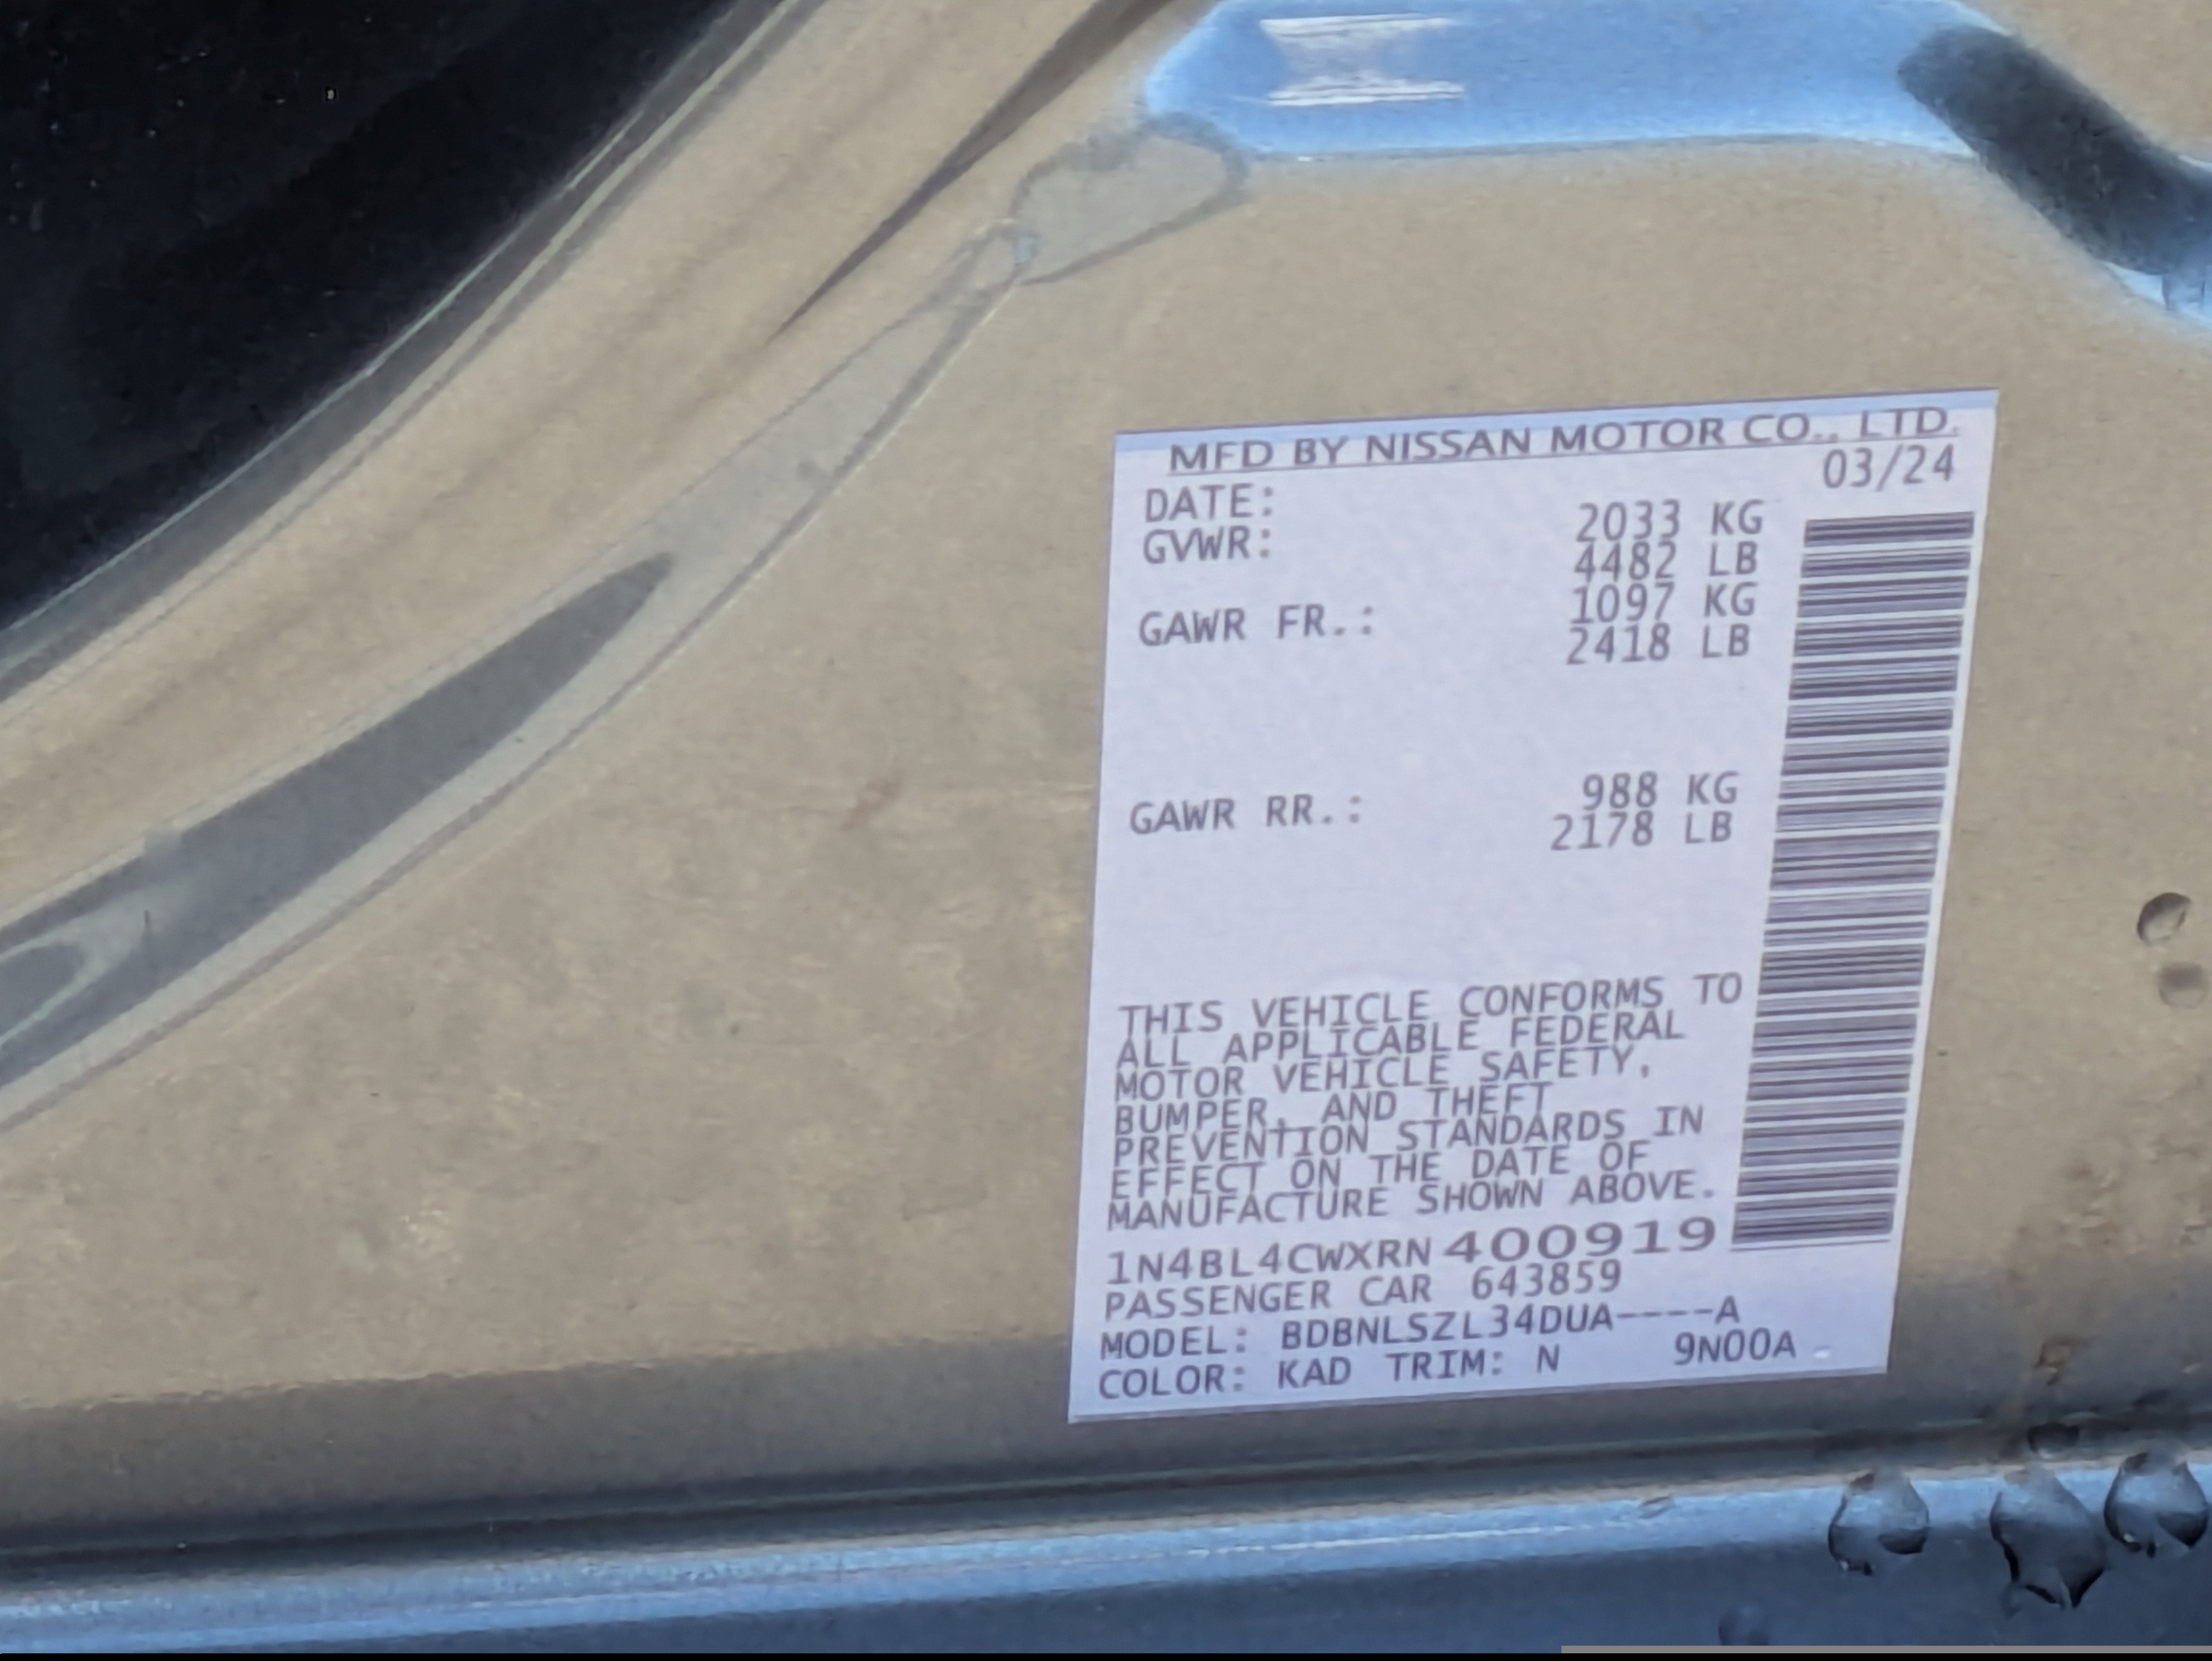 MFD BY NISSAN MOTOR CO., LTD.
DATE: 03/24
GVWR: 2033 KG
4482 LB
GAWR FR.: 1097 KG
2418 LB
GAWR RR.: 988 KG
2178 LB
THIS VEHICLE CONFORMS TO
ALL APPLICABLE FEDERAL
MOTOR VEHICLE SAFETY,
BUMPER, AND THEFT
PREVENTION STANDARDS IN
EFFECT ON THE DATE OF
MANUFACTURE SHOWN ABOVE.
1N4BL4CWXRN400919
PASSENGER CAR 643859
MODEL: BDBNLSZL34DUA----A
COLOR: KAD TRIM: N 9N00A